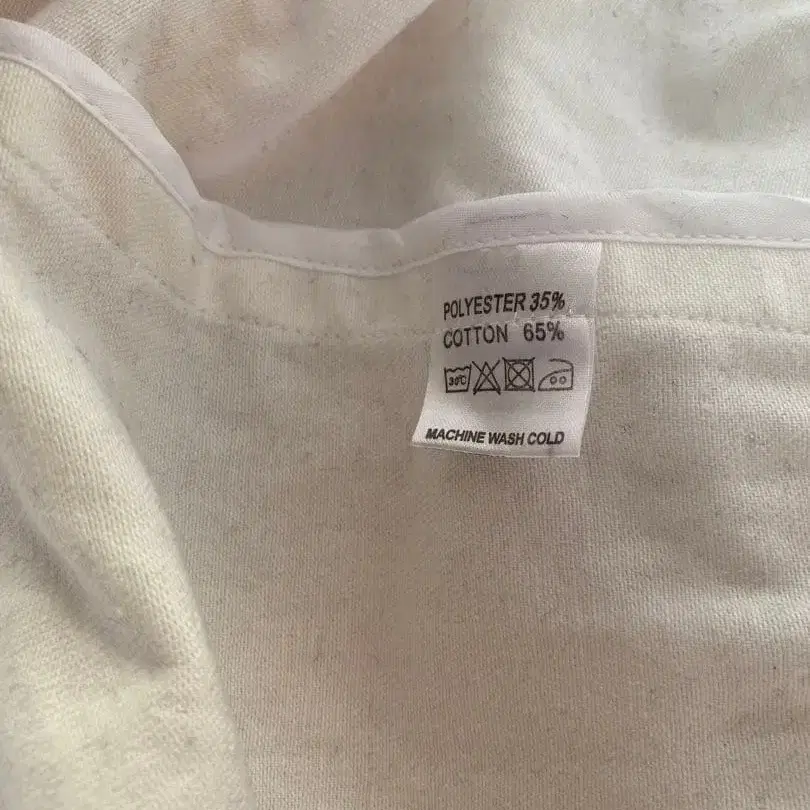 POLYESTER 35%
COTTON 65%
30°C
MACHINE WASH COLD